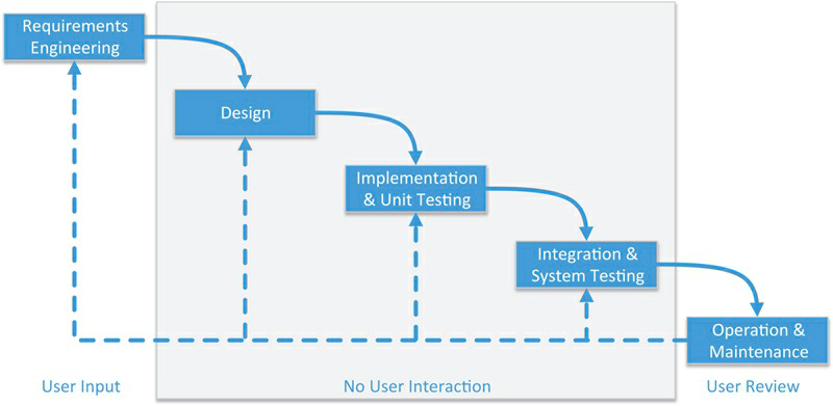 Requirements
Engineering
Design
Implementation
& Unit Testing
Integration &
System Testing
Operation &
Maintenance
User Input
No User Interaction
User Review